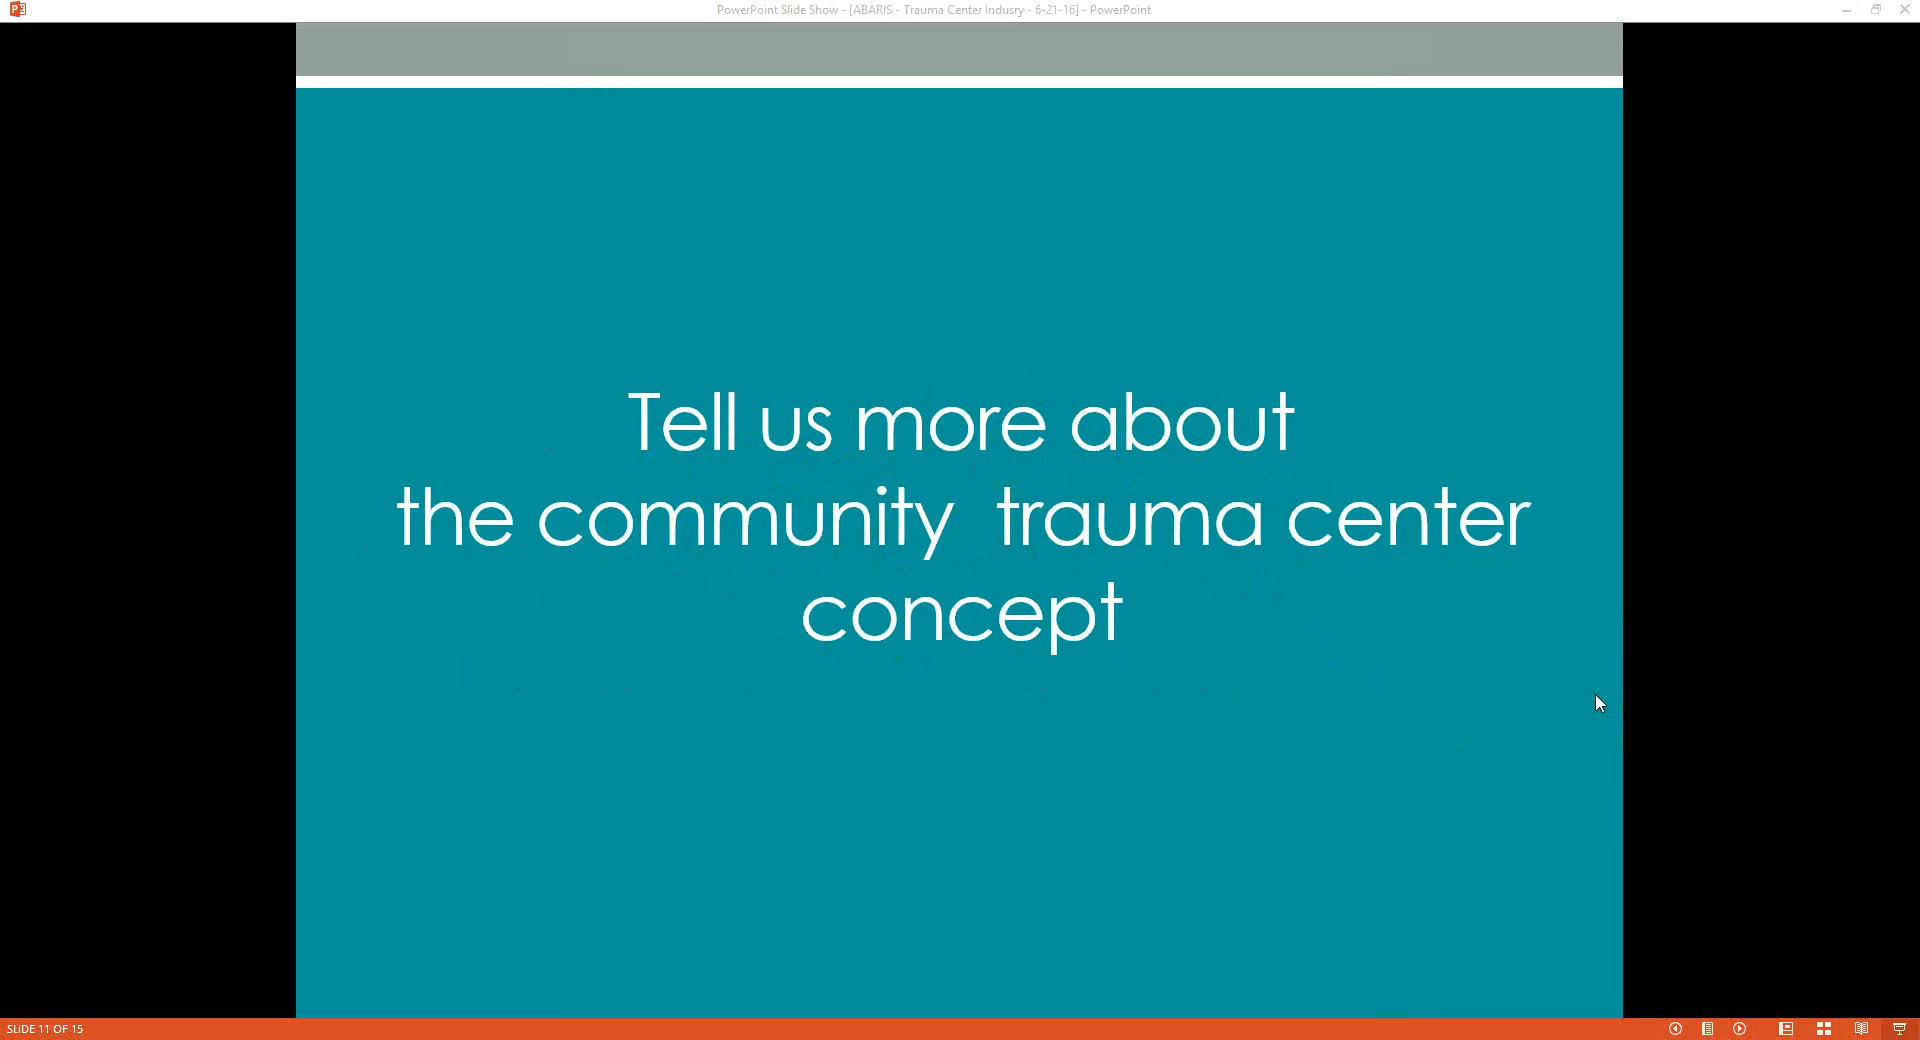 PowerPoint Slide Show - [ABARIS - Trauma Center Indusry - 6-21-16] - PowerPoint
Tell us more about
the community  trauma center
concept
SLIDE 11 OF 15